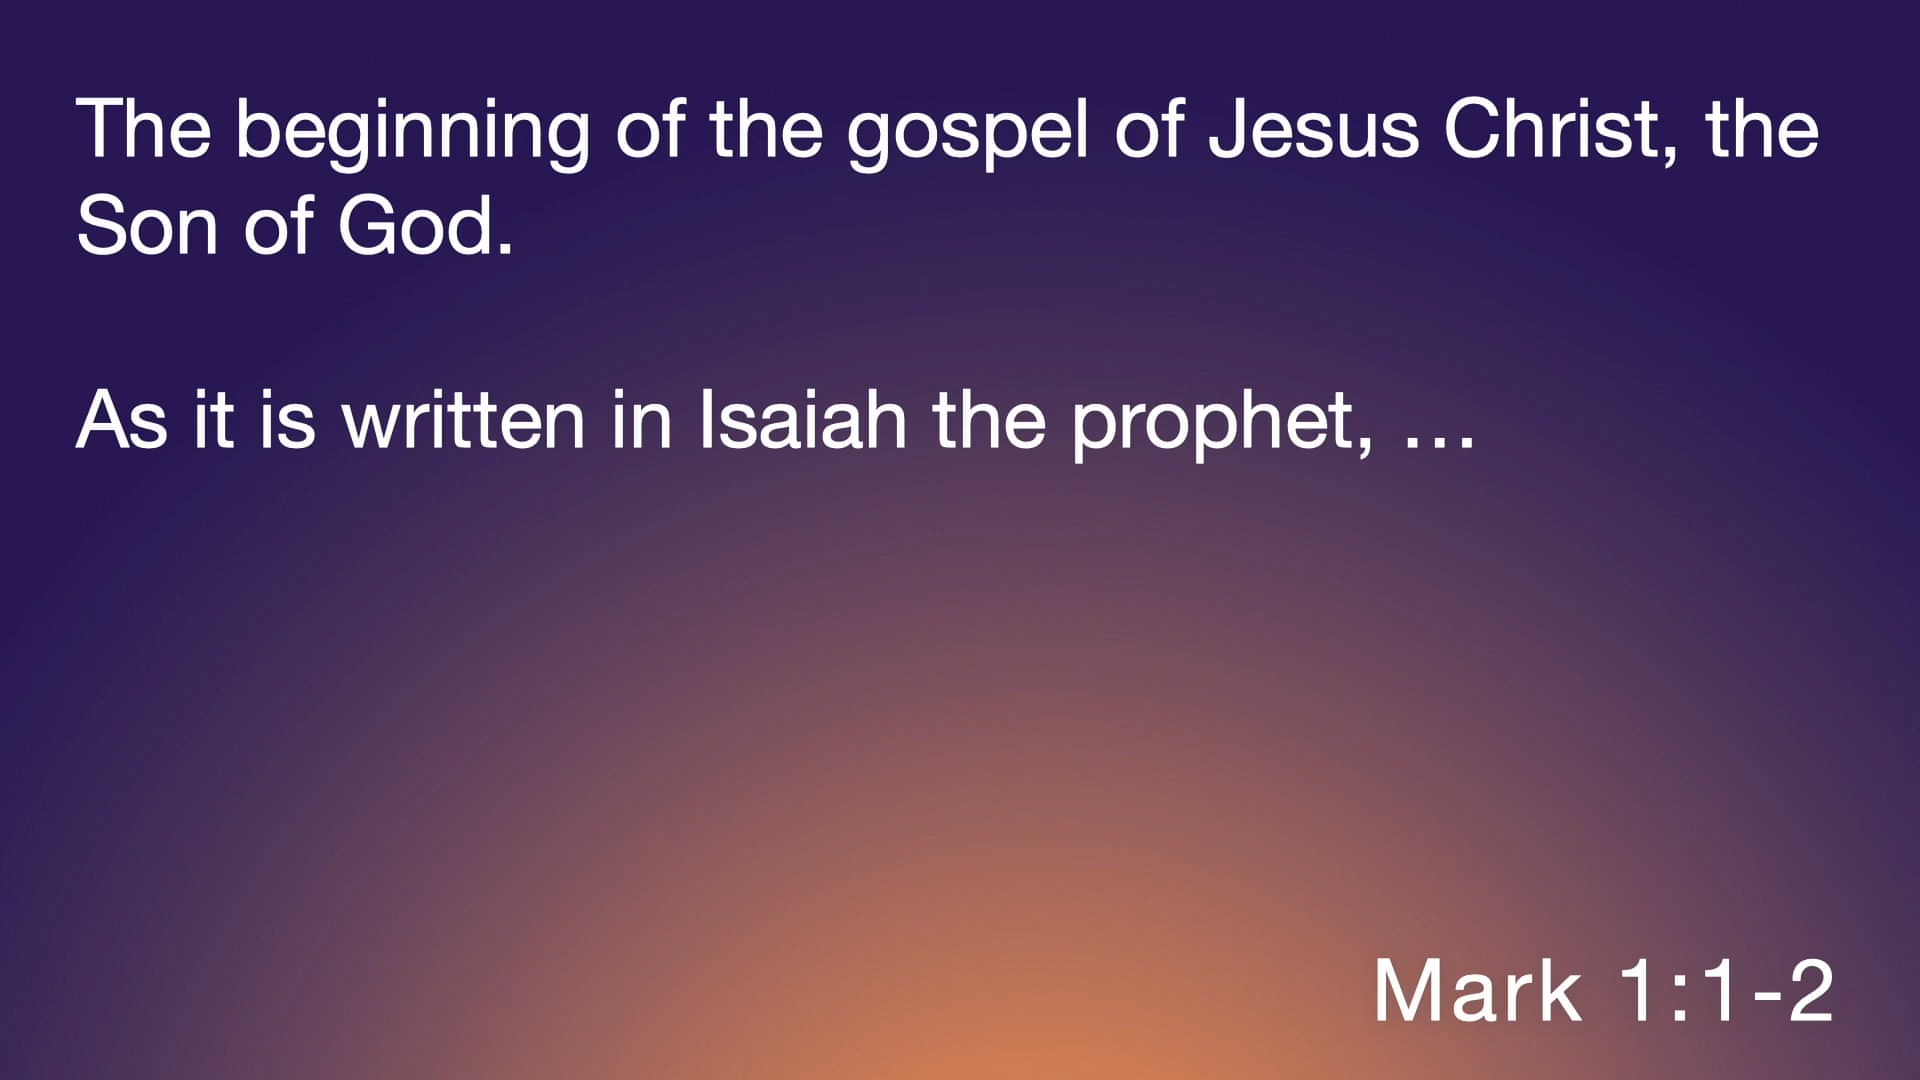 The beginning of the gospel of Jesus Christ, the
Son of God.
As it is written in Isaiah the prophet, …
Mark 1:1-2